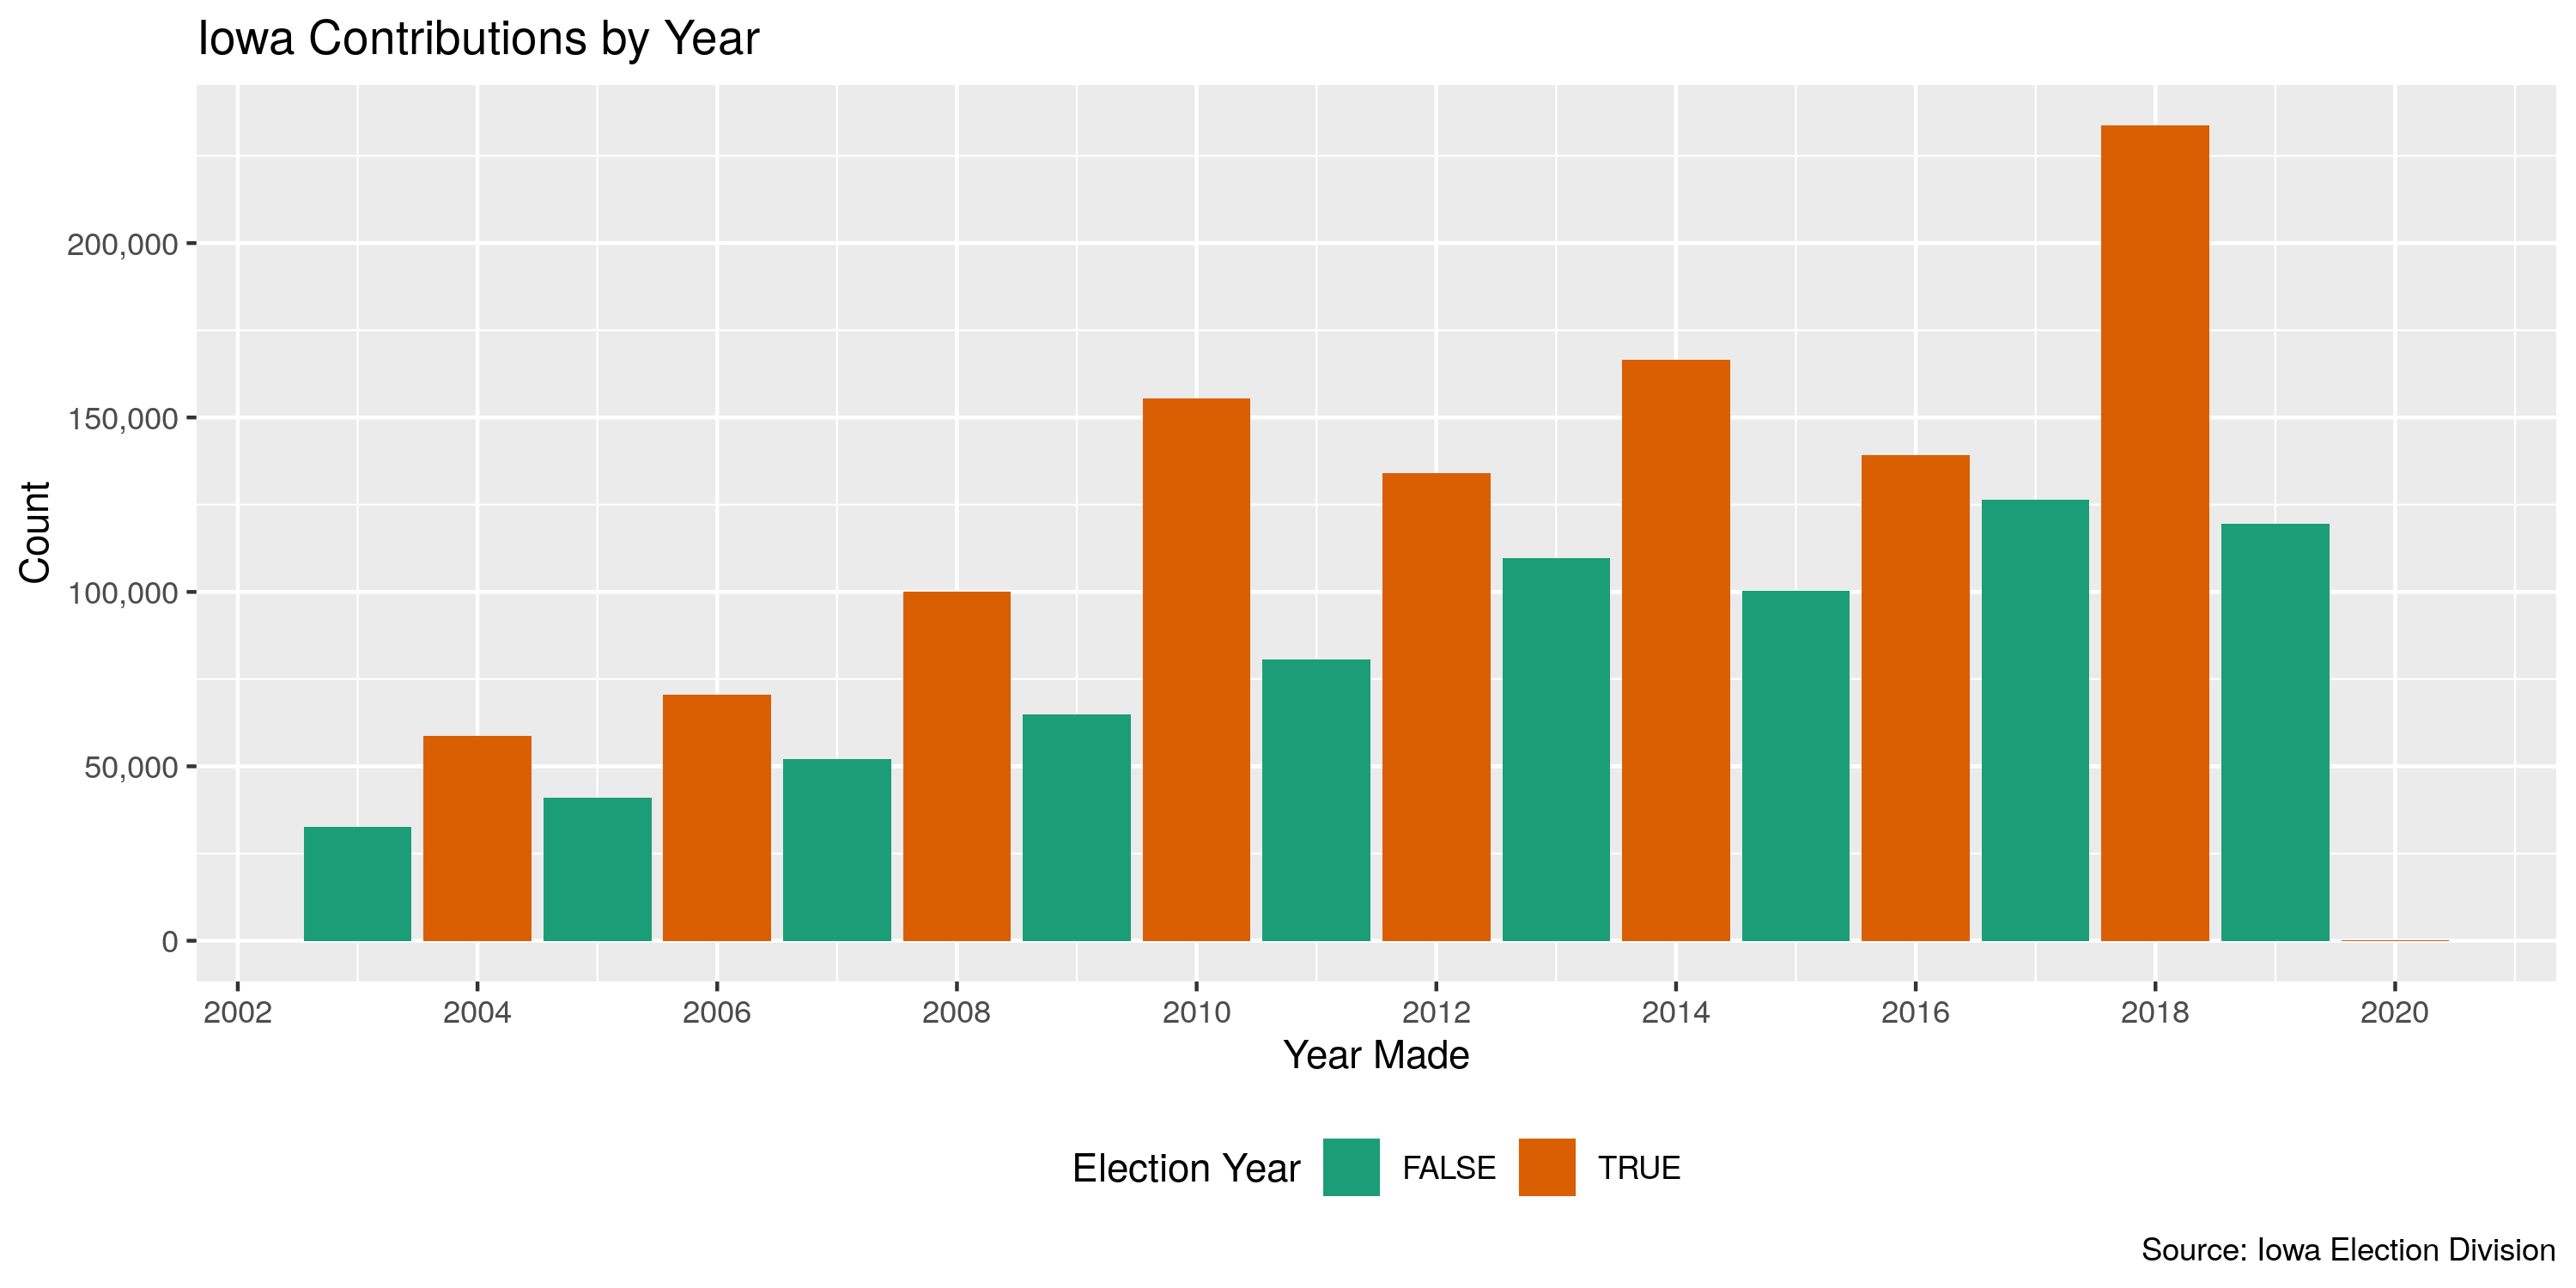 Iowa Contributions by Year
Count
200,000
150,000
100,000
50,000
0
2002 2004 2006 2008 2010 2012 2014 2016 2018 2020
Year Made
Election Year FALSE TRUE
Source: Iowa Election Division